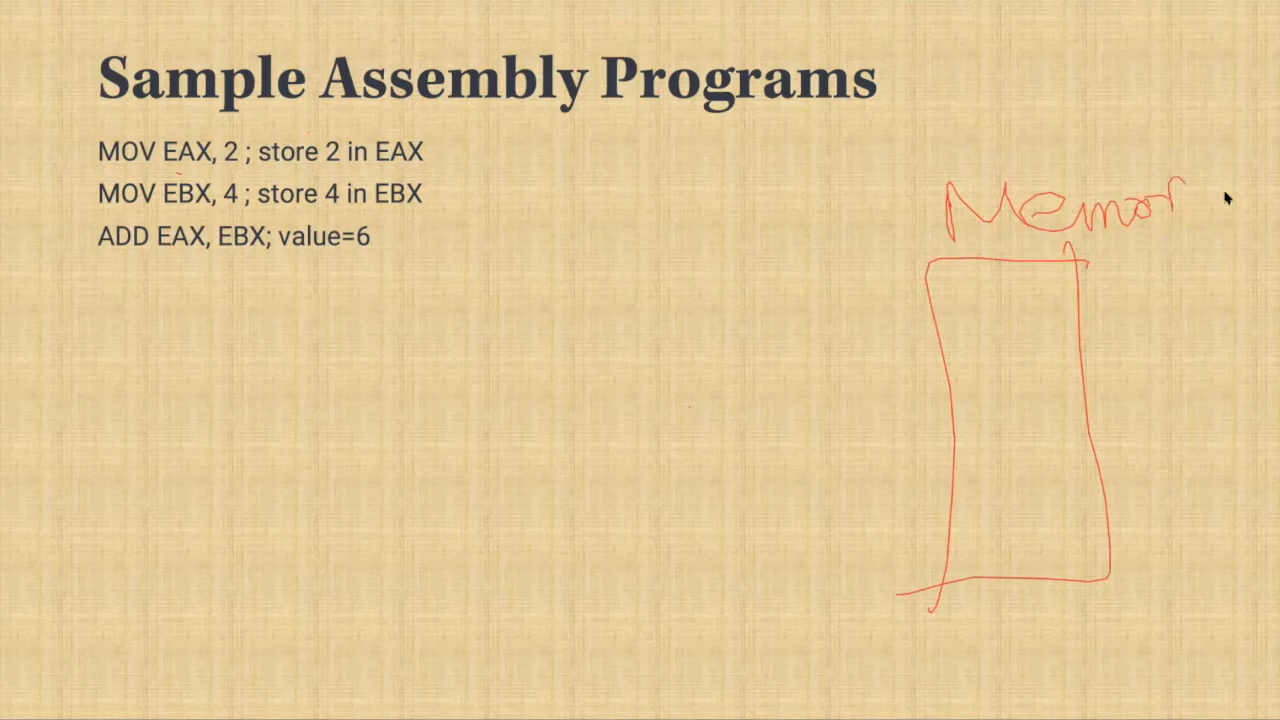 Sample Assembly Programs
MOV EAX, 2 ; store 2 in EAX
MOV EBX, 4 ; store 4 in EBX
ADD EAX, EBX; value=6
Memor